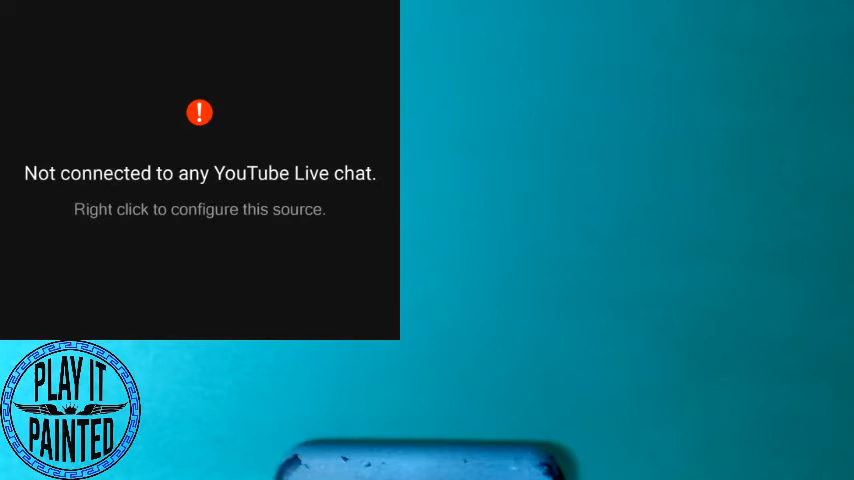 !
Not connected to any YouTube Live chat.
Right click to configure this source.
PLAY IT
PAINTED